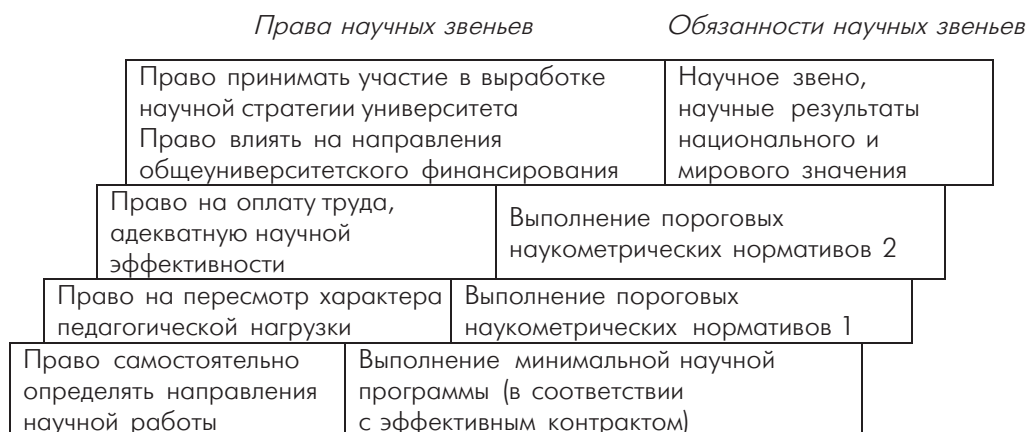 Права научных звеньев
Обязанности научных звеньев
Право принимать участие в выработке
научной стратегии университета
Право влиять на направления
общеуниверситетского финансирования
Научное звено,
научные результаты
национального и
мирового значения
Право на оплату труда,
адекватную научной
эффективности
Выполнение пороговых
наукометрических нормативов 2
Право на пересмотр характера
педагогической нагрузки
Выполнение пороговых
наукометрических нормативов 1
Право самостоятельно
определять направления
научной работы
Выполнение минимальной научной
программы (в соответствии
с эффективным контрактом)